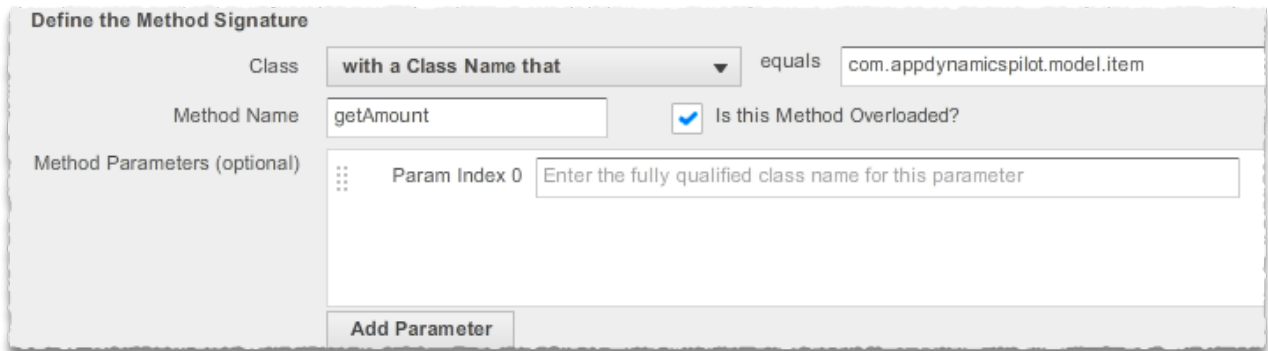 Define the Method Signature
Class with a Class Name that equals com.appdynamicspilot.model.item
Method Name getAmount Is this Method Overloaded?
Method Parameters (optional) Param Index 0 Enter the fully qualified class name for this parameter
Add Parameter